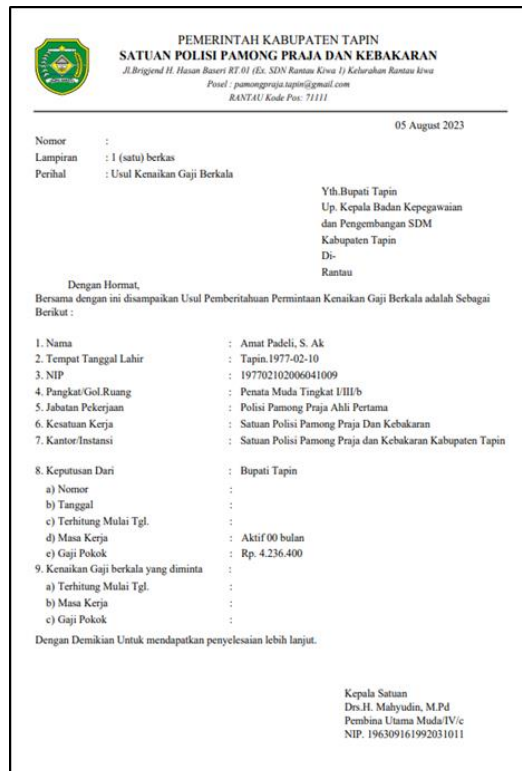 PEMERINTAH KABUPATEN TAPIN
SATUAN POLISI PAMONG PRAJA DAN KEBAKARAN
Jl.Brigjend H. Hasan Baseri RT.01 (Ex. SDN Rantau Kiwa 1) Kelurahan Rantau kiwa
Posel : pamongpraja.tapin@gmail.com
RANTAU Kode Pos: 71111
05 August 2023
Nomor :
Lampiran : 1 (satu) berkas
Perihal : Usul Kenaikan Gaji Berkala
Yth.Bupati Tapin
Up. Kepala Badan Kepegawaian
dan Pengembangan SDM
Kabupaten Tapin
Di-
Rantau
Dengan Hormat,
Bersama dengan ini disampaikan Usul Pemberitahuan Permintaan Kenaikan Gaji Berkala adalah Sebagai
Berikut :
1. Nama : Amat Padeli, S. Ak
2. Tempat Tanggal Lahir : Tapin.1977-02-10
3. NIP : 197702102006041009
4. Pangkat/Gol.Ruang : Penata Muda Tingkat I/III/b
5. Jabatan Pekerjaan : Polisi Pamong Praja Ahli Pertama
6. Kesatuan Kerja : Satuan Polisi Pamong Praja Dan Kebakaran
7. Kantor/Instansi : Satuan Polisi Pamong Praja dan Kebakaran Kabupaten Tapin
8. Keputusan Dari : Bupati Tapin
a) Nomor :
b) Tanggal :
c) Terhitung Mulai Tgl. :
d) Masa Kerja : Aktif 00 bulan
e) Gaji Pokok : Rp. 4.236.400
9. Kenaikan Gaji berkala yang diminta :
a) Terhitung Mulai Tgl. :
b) Masa Kerja :
c) Gaji Pokok :
Dengan Demikian Untuk mendapatkan penyelesaian lebih lanjut.
Kepala Satuan
Drs.H. Mahyudin, M.Pd
Pembina Utama Muda/IV/c
NIP. 196309161992031011